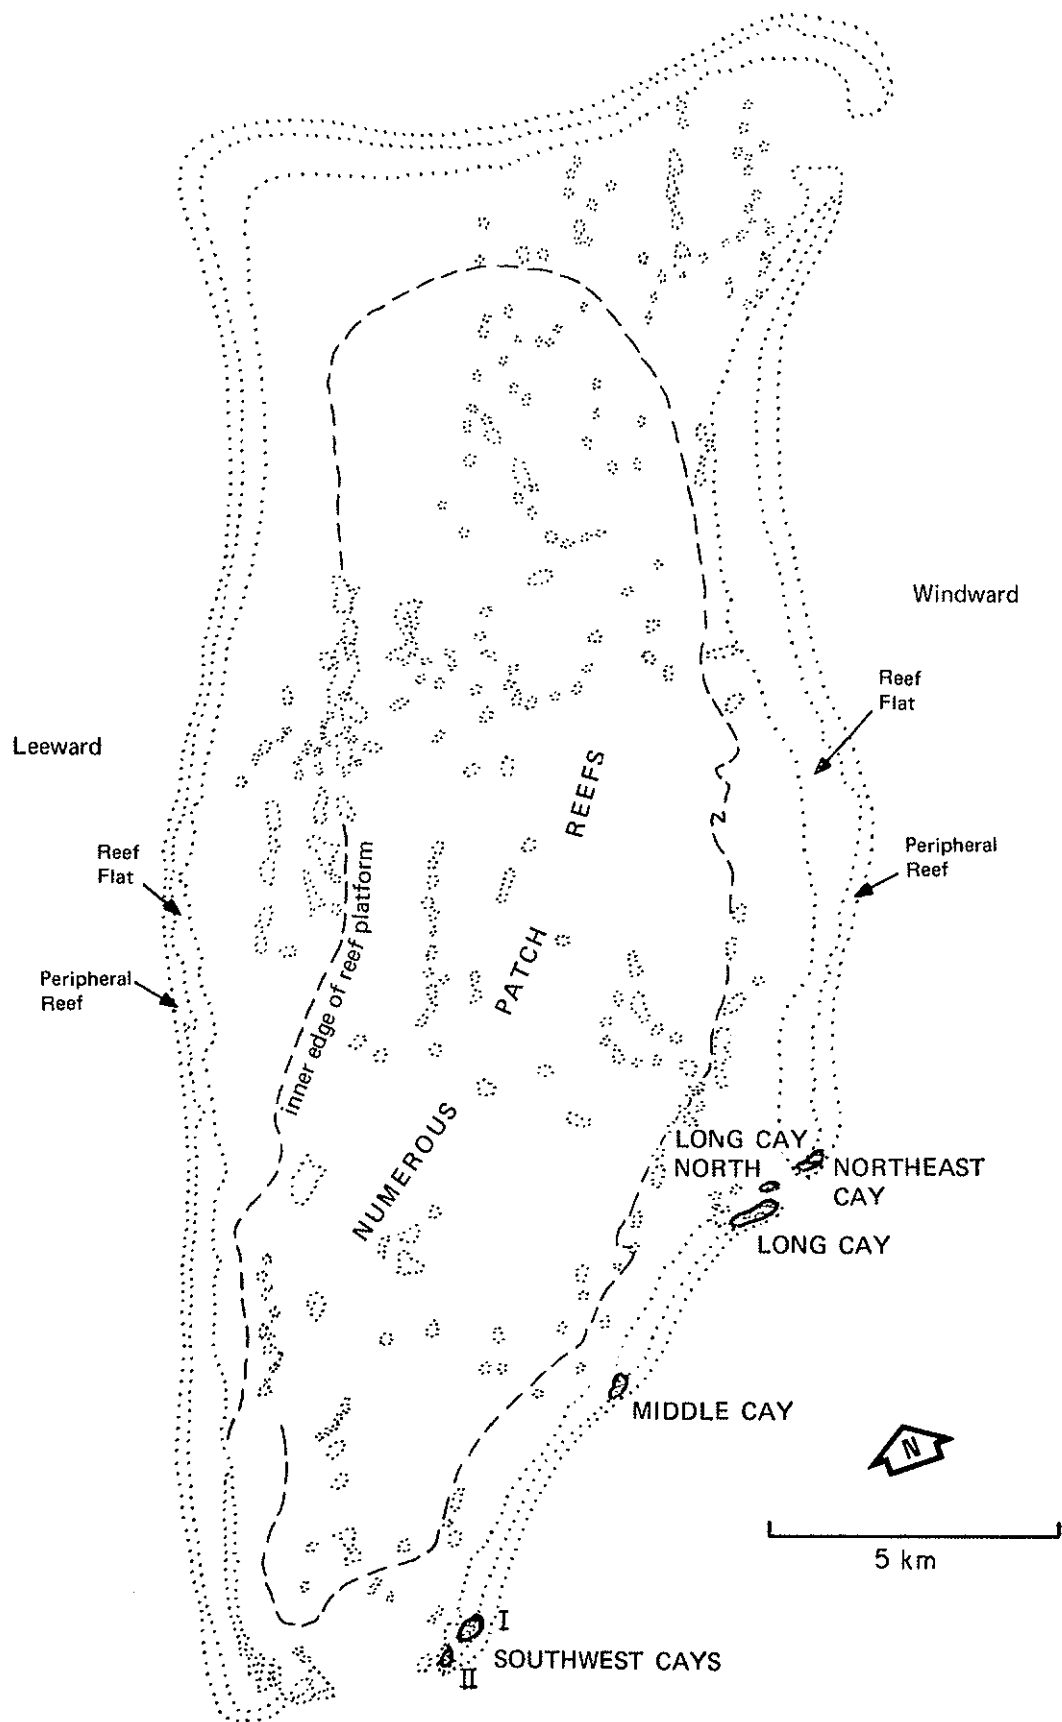 Windward
Reef
Flat
Leeward
REEFS
Reef
Flat
Peripheral
Reef
inner edge of reef platform
PATCH
Peripheral
Reef
NUMEROUS
LONG CAY
NORTH
NORTHEAST
CAY
LONG CAY
MIDDLE CAY
N
5 km
I
SOUTHWEST CAYS
II